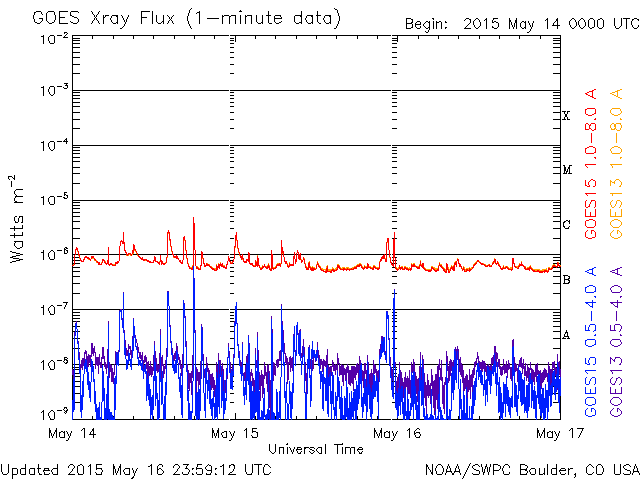 GOES Xray Flux (1-minute data)
Begin: 2015 May 14 0000 UTC
10^-2
10^-3
10^-4
10^-5
10^-6
10^-7
10^-8
10^-9
Watts m^-2
X
M
C
B
A
GOES15 1.0-8.0 A
GOES13 1.0-8.0 A
GOES15 0.5-4.0 A
GOES13 0.5-4.0 A
May 14
May 15
May 16
May 17
Universal Time
Updated 2015 May 16 23:59:12 UTC
NOAA/SWPC Boulder, CO USA